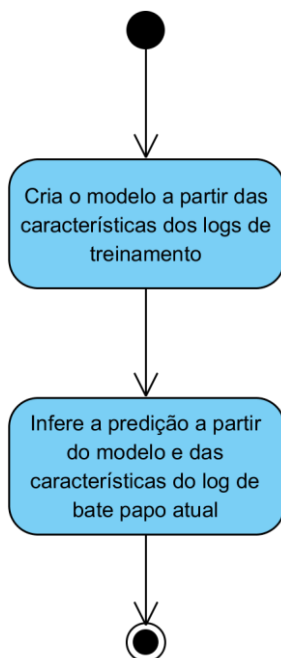 Cria o modelo a partir das
características dos logs de
treinamento
Infere a predição a partir
do modelo e das
características do log de
bate papo atual